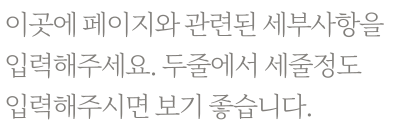 이곳에 페이지와 관련된 세부사항을
입력해주세요. 두줄에서 세줄정도
입력해주시면 보기 좋습니다.